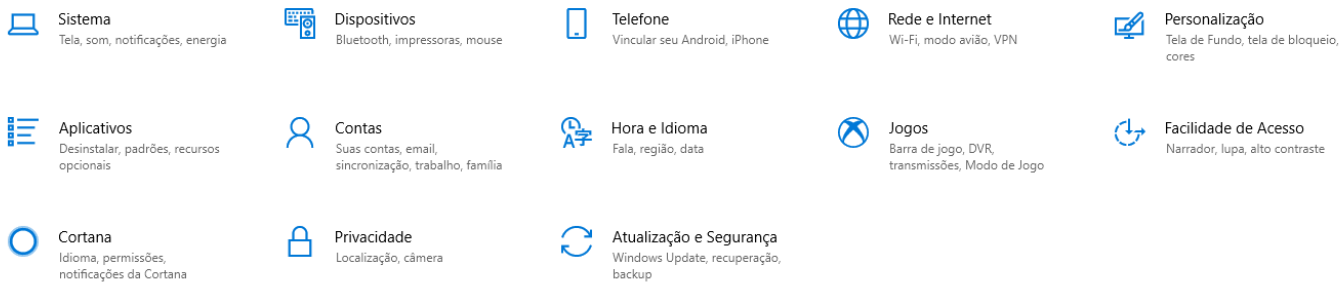 Sistema
Tela, som, notificações, energia
Dispositivos
Bluetooth, impressoras, mouse
Telefone
Vincular seu Android, iPhone
Rede e Internet
Wi-Fi, modo avião, VPN
Personalização
Tela de Fundo, tela de bloqueio,
cores
Aplicativos
Desinstalar, padrões, recursos
opcionais
Contas
Suas contas, email,
sincronização, trabalho, família
Hora e Idioma
Fala, região, data
Jogos
Barra de jogo, DVR,
transmissões, Modo de Jogo
Facilidade de Acesso
Narrador, lupa, alto contraste
Cortana
Idioma, permissões,
notificações da Cortana
Privacidade
Localização, câmera
Atualização e Segurança
Windows Update, recuperação,
backup